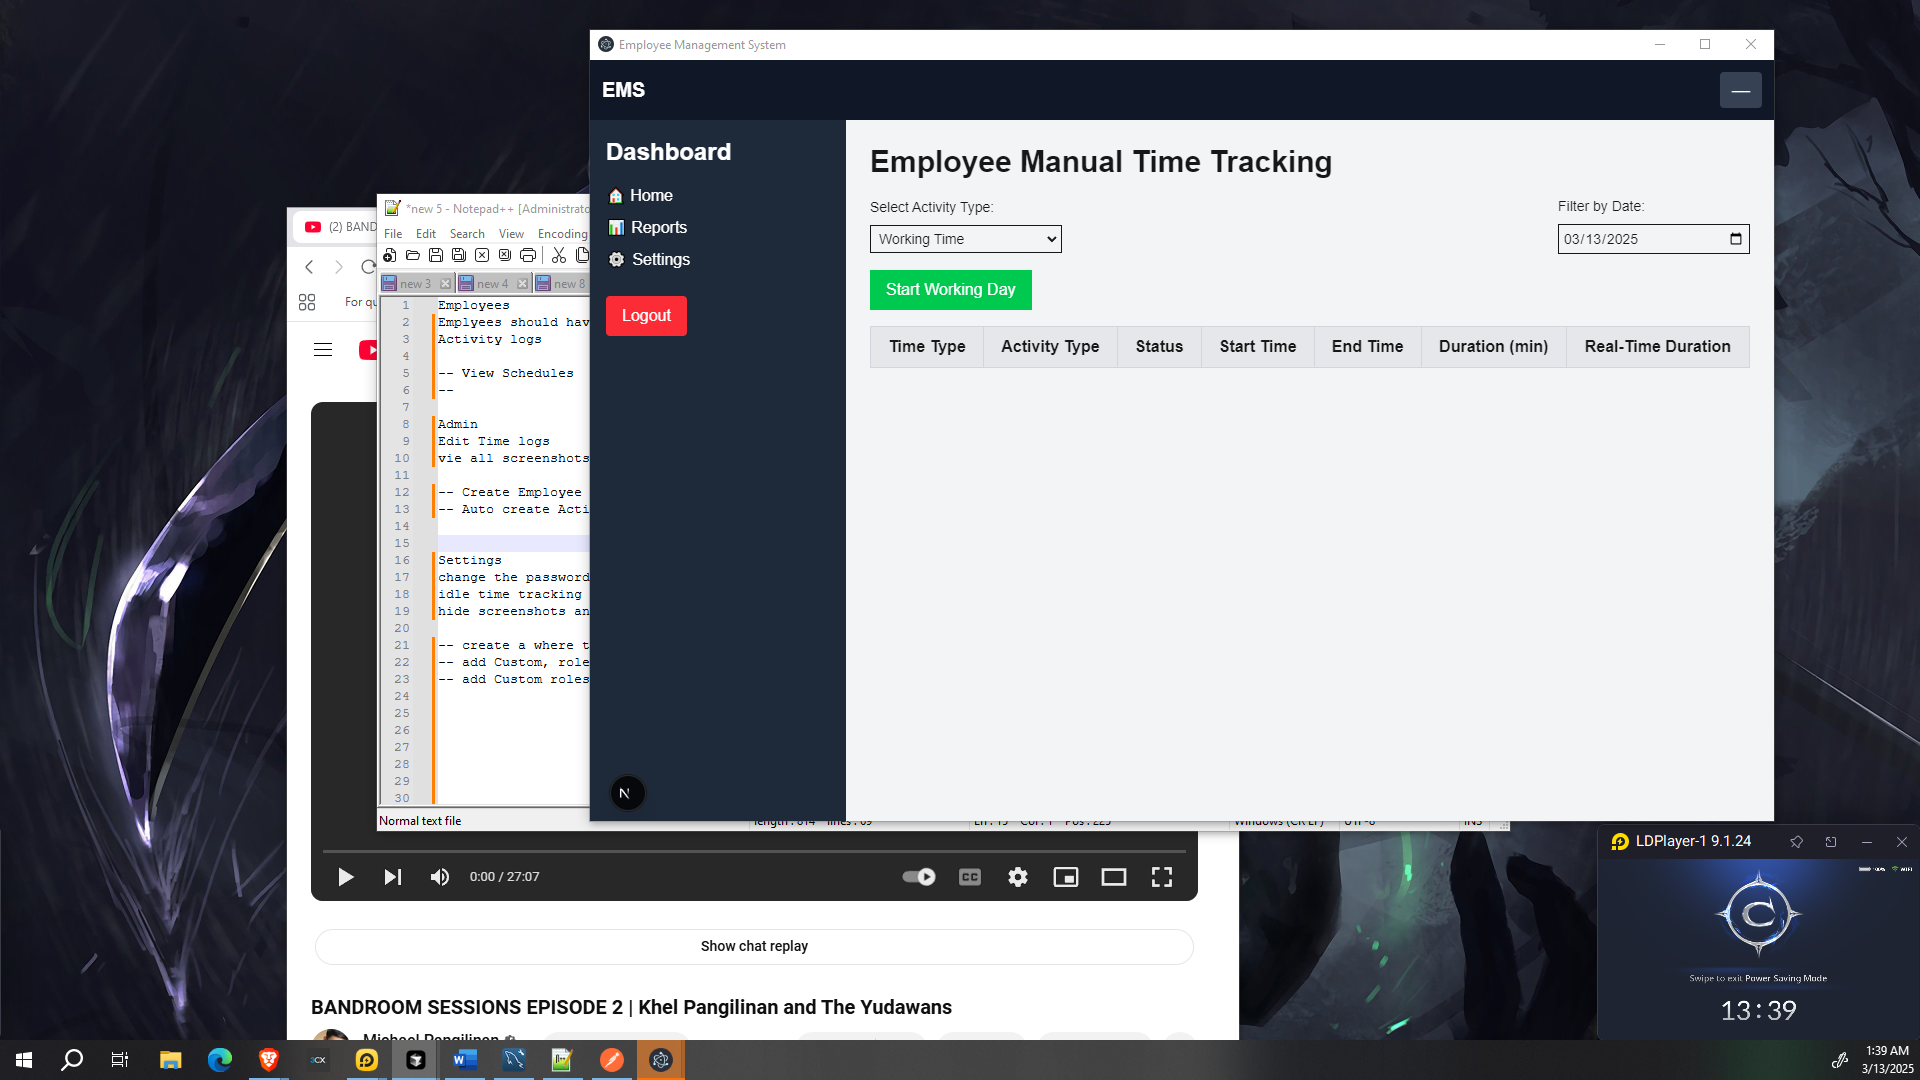 Employee Management System
EMS
Dashboard
Home
Reports
Settings
Logout
N
Employee Manual Time Tracking
Select Activity Type:
Working Time
Filter by Date:
03/13/2025
Start Working Day
Time Type Activity Type Status Start Time End Time Duration (min) Real-Time Duration
(2) BAND
For qu
*new 5 - Notepad++ [Administrato
File Edit Search View Encoding
new 3 new 4 new 8
1 Employees
2 Emplyees should hav
3 Activity logs
4
5 -- View Schedules
6 --
7
8 Admin
9 Edit Time logs
10 vie all screenshots
11
12 -- Create Employee
13 -- Auto create Acti
14
15
16 Settings
17 change the password
18 idle time tracking
19 hide screenshots an
20
21 -- create a where t
22 -- add Custom, role
23 -- add Custom roles
24
25
26
27
28
29
30
Normal text file
0:00 / 27:07
CC
Show chat replay
BANDROOM SESSIONS EPISODE 2 | Khel Pangilinan and The Yudawans
LDPlayer-1 9.1.24
Swipe to exit Power Saving Mode
13:39
1:39 AM
3/13/2025